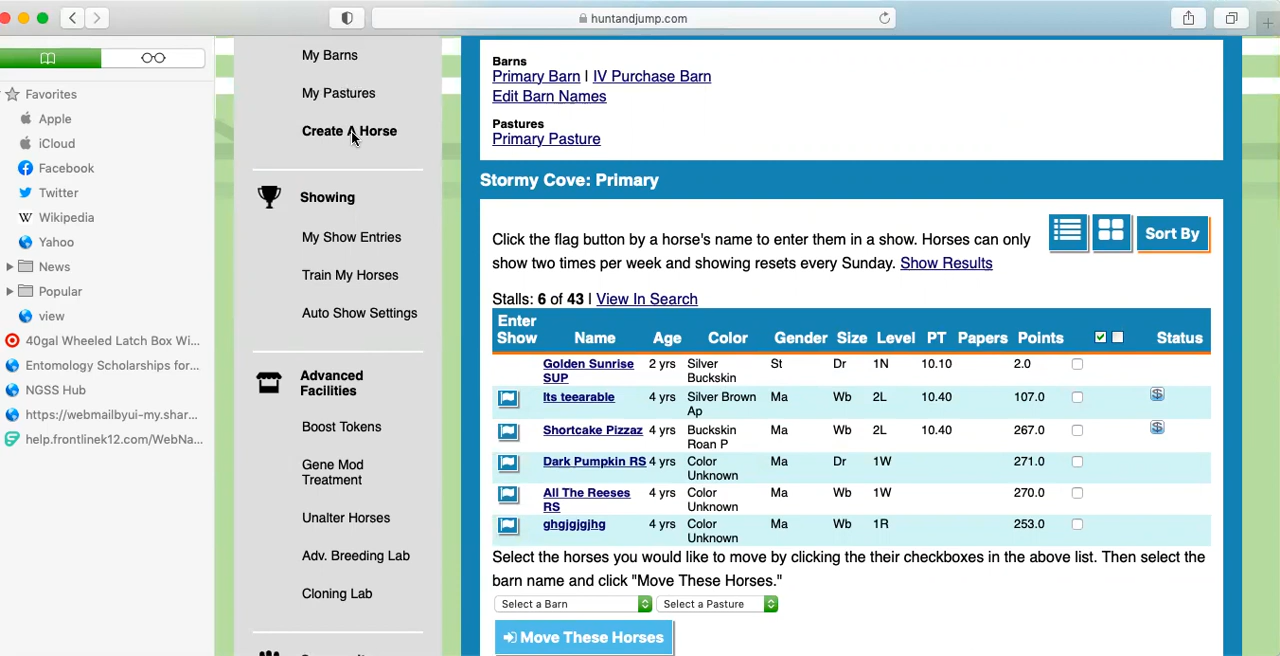 huntandjump.com
Favorites
Apple
iCloud
Facebook
Twitter
Wikipedia
Yahoo
News
Popular
view
40gal Wheeled Latch Box Wi...
Entomology Scholarships for...
NGSS Hub
https://webmailbyui-my.shar...
help.frontlinek12.com/WebNa...
My Barns
My Pastures
Create A Horse
Showing
My Show Entries
Train My Horses
Auto Show Settings
Advanced
Facilities
Boost Tokens
Gene Mod
Treatment
Unalter Horses
Adv. Breeding Lab
Cloning Lab
Barns
Primary Barn | IV Purchase Barn
Edit Barn Names
Pastures
Primary Pasture
Stormy Cove: Primary
Click the flag button by a horse's name to enter them in a show. Horses can only
show two times per week and showing resets every Sunday. Show Results
Sort By
Stalls: 6 of 43 | View In Search
Enter
Show Name Age Color Gender Size Level PT Papers Points Status
Golden Sunrise 2 yrs Silver St Dr 1N 10.10 2.0
SUP Buckskin
Its teearable 4 yrs Silver Brown Ma Wb 2L 10.40 107.0
Ap
Shortcake Pizzaz 4 yrs Buckskin Ma Wb 2L 10.40 267.0
Roan P
Dark Pumpkin RS 4 yrs Color Ma Dr 1W 271.0
Unknown
All The Reeses 4 yrs Color Ma Wb 1W 270.0
RS Unknown
ghgjgjgjhg 4 yrs Color Ma Wb 1R 253.0
Unknown
Select the horses you would like to move by clicking the their checkboxes in the above list. Then select the
barn name and click "Move These Horses."
Select a Barn Select a Pasture
Move These Horses